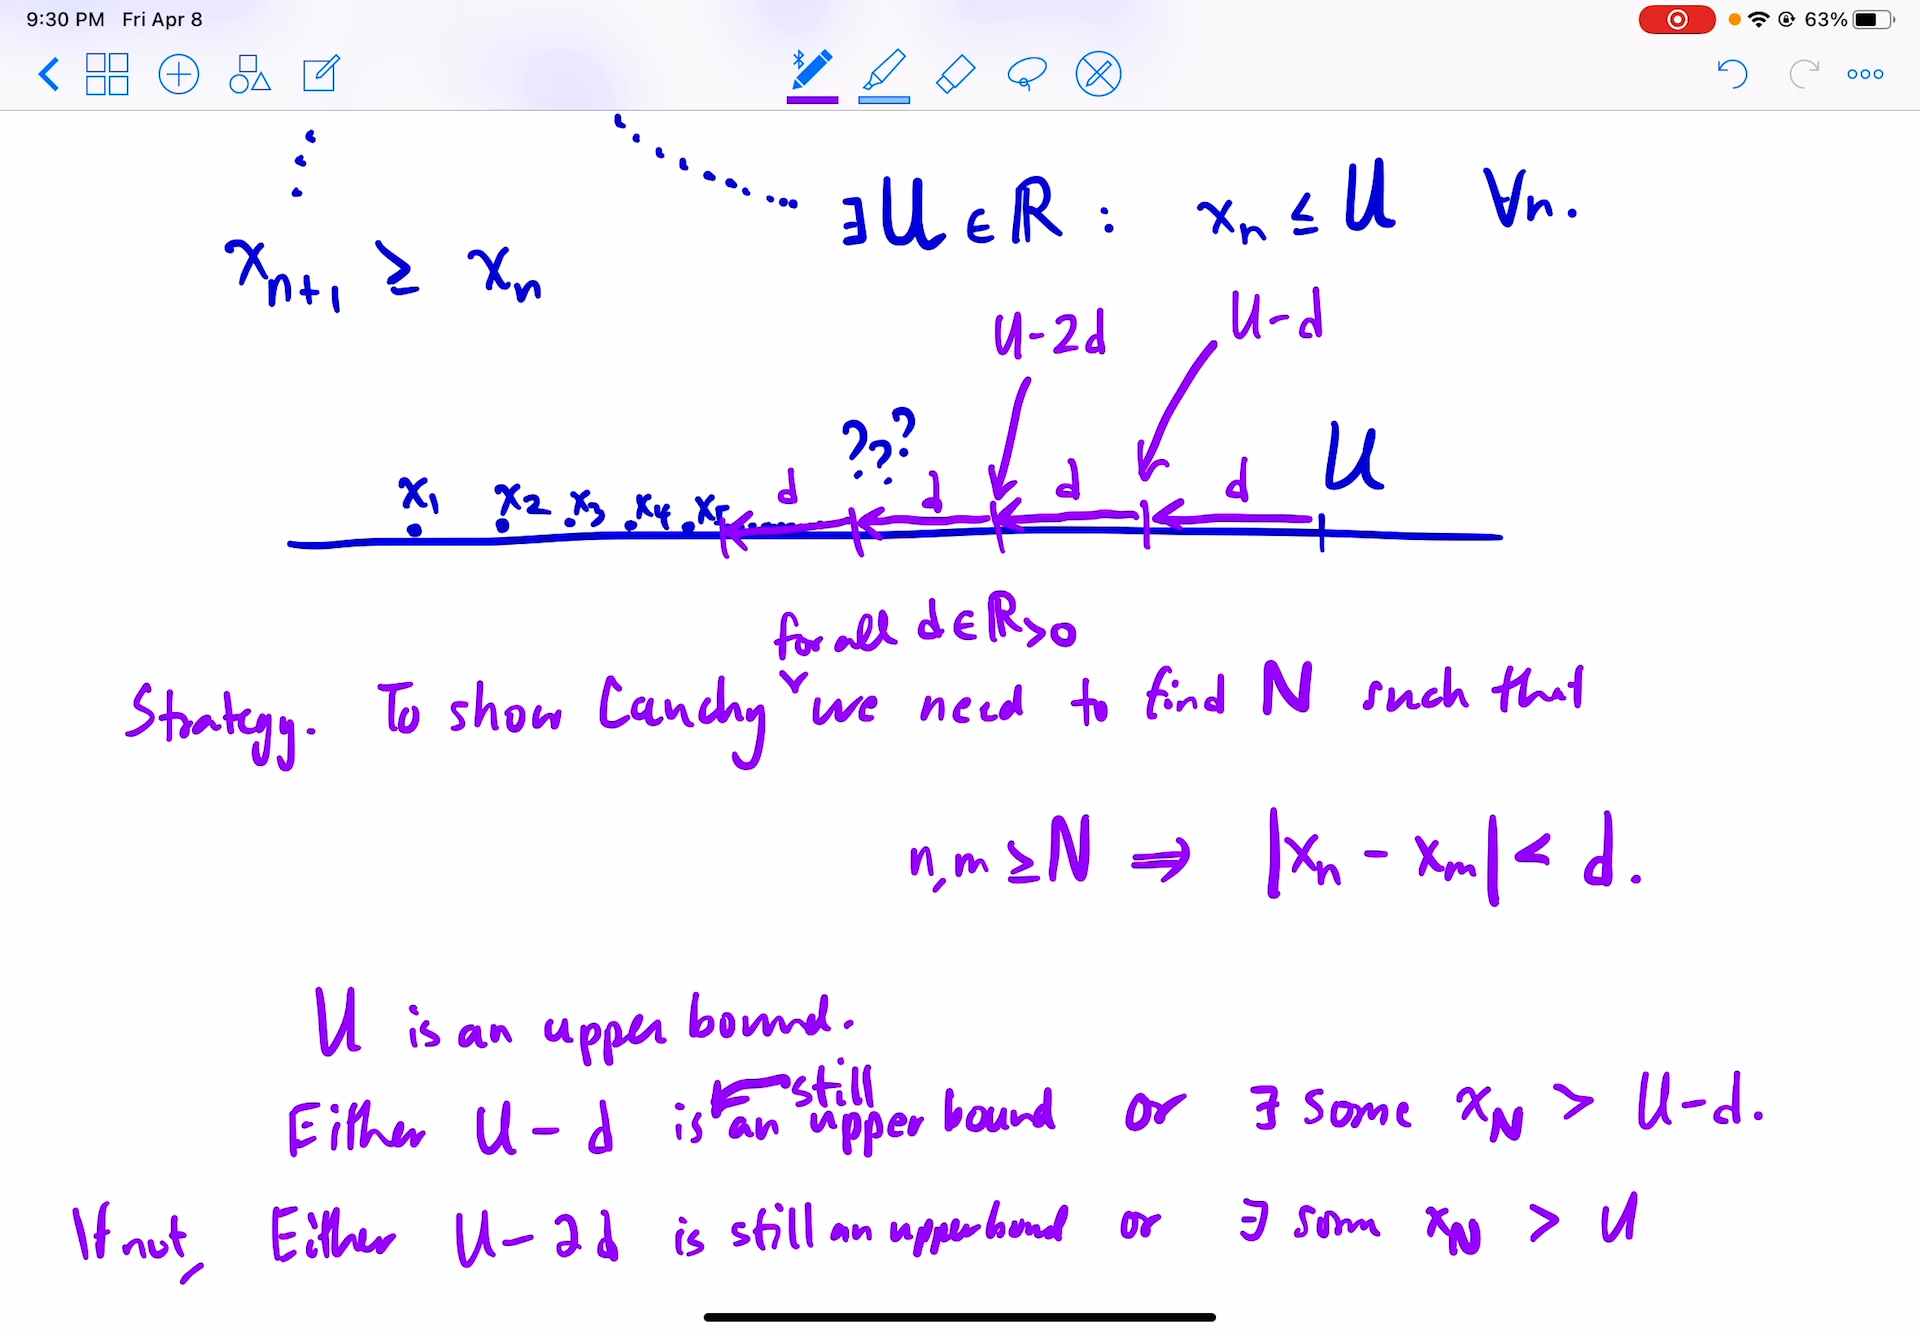 9:30 PM Fri Apr 8 63%
∃ U ∈ ℝ : xₙ ≤ U ∀n.
xₙ₊₁ ≥ xₙ
U-2d U-d
??? U
x₁ x₂ x₃ x₄ x₅ d d d d
for all d ∈ ℝ>0
Strategy. To show Cauchy ˅ we need to find N such that
n,m ≥ N ⇒ |xₙ - xₘ| < d.
U is an upper bound.
still
Either U - d is an upper bound or ∃ some x_N > U-d.
If not, Either U - 2d is still an upper bound or ∃ som x_N > U